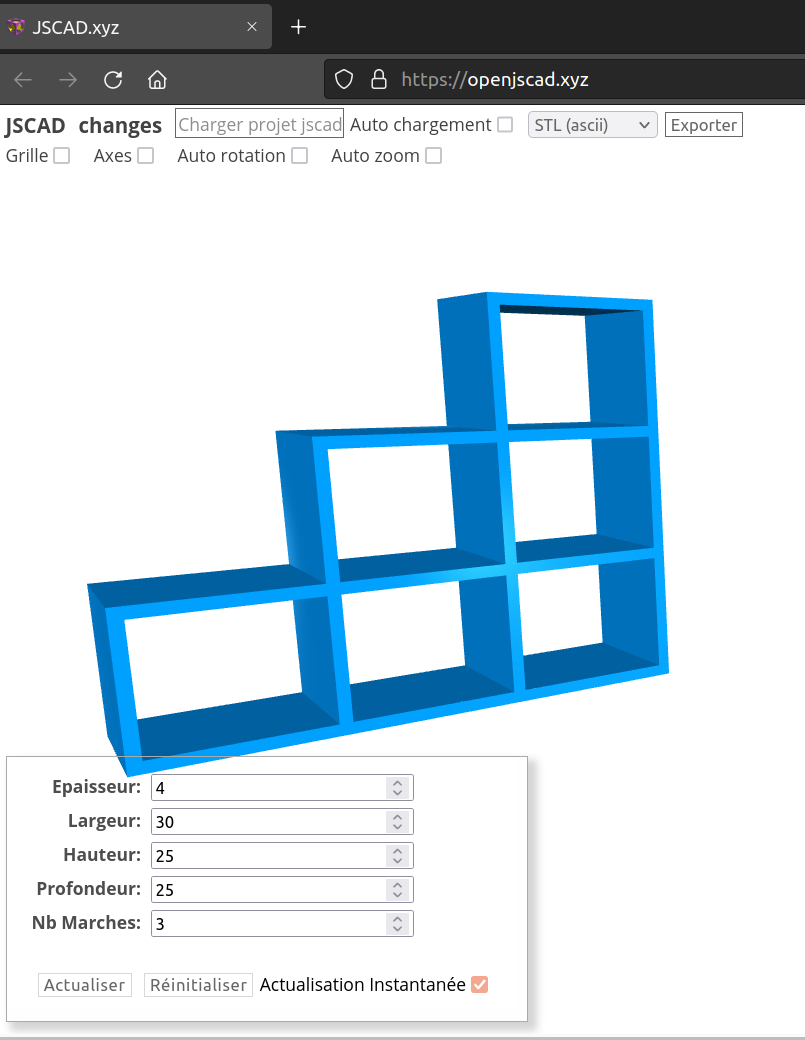 JSCAD.xyz
https://openjscad.xyz
JSCAD changes Charger projet jscad Auto chargement STL (ascii) Exporter
Grille Axes Auto rotation Auto zoom
Epaisseur: 4
Largeur: 30
Hauteur: 25
Profondeur: 25
Nb Marches: 3
Actualiser Réinitialiser Actualisation Instantanée